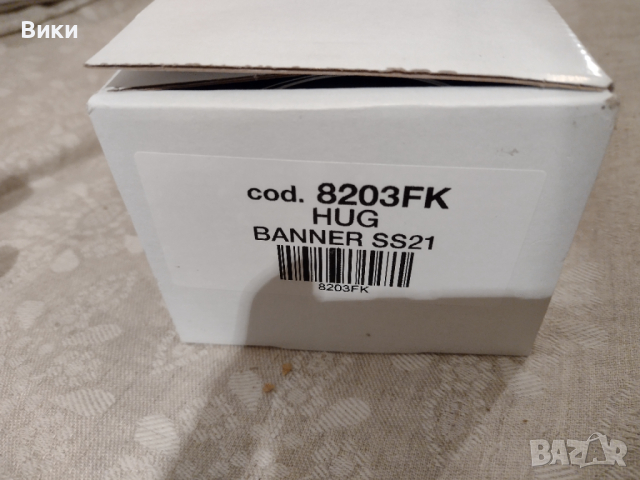 Вики
cod. 8203FK
HUG
BANNER SS21
8203FK
BAZAR